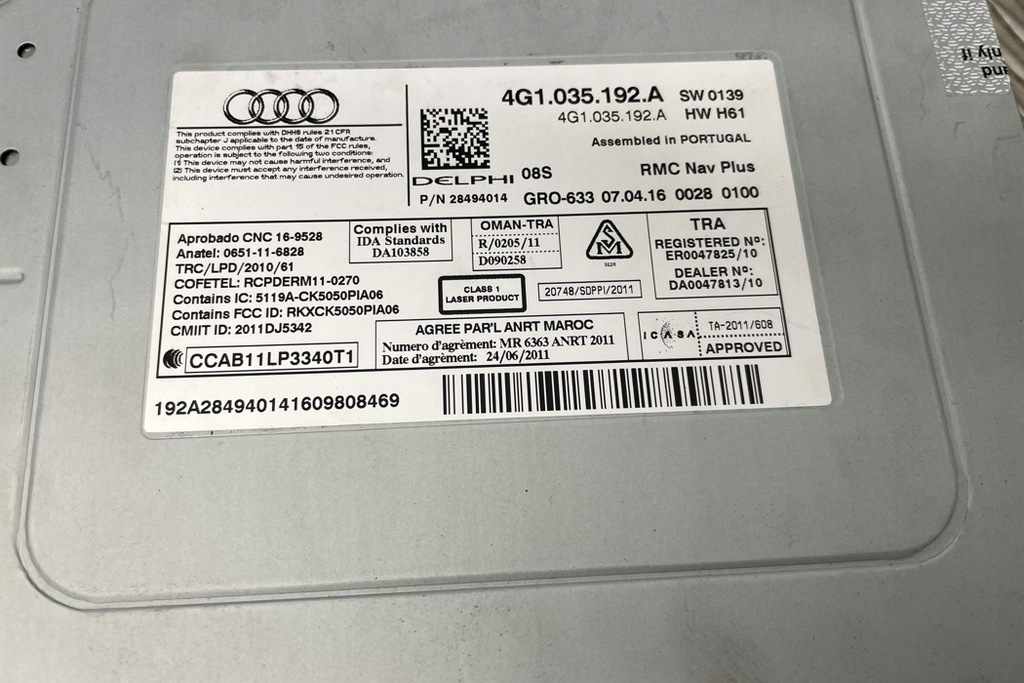 This product complies with DHHS rules 21CFR
subchapter J applicable to the date of manufacture.
This device complies with part 15 of the FCC rules,
operation is subject to the following two conditions:
(1) This device may not cause harmful interference, and
(2) This device must accept any interference received,
including interference that may cause undesired operation.
DELPHI 08S
P/N 28494014
4G1.035.192.A SW 0139
4G1.035.192.A HW H61
Assembled in PORTUGAL
RMC Nav Plus
GRO-633 07.04.16 0028 0100
Aprobado CNC 16-9528
Anatel: 0651-11-6828
TRC/LPD/2010/61
COFETEL: RCPDERM11-0270
Contains IC: 5119A-CK5050PIA06
Contains FCC ID: RKXCK5050PIA06
CMIIT ID: 2011DJ5342
CCAB11LP3340T1
Complies with
IDA Standards
DA103858
OMAN-TRA
R/0205/11
D090258
CLASS 1
LASER PRODUCT
20748/SDPPI/2011
TRA
REGISTERED Nº:
ER0047825/10
DEALER Nº:
DA0047813/10
AGREE PAR'L ANRT MAROC
Numero d'agrément: MR 6363 ANRT 2011
Date d'agrément: 24/06/2011
ICASA
TA-2011/608
APPROVED
192A284940141609808469
nly if
and